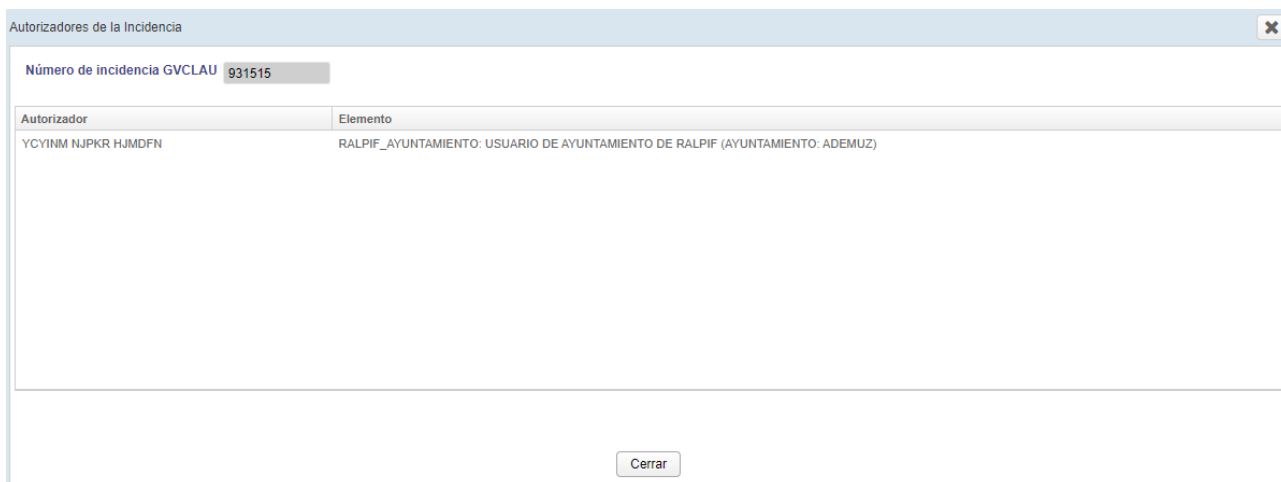 Autorizadores de la Incidencia
Número de incidencia GVCLAU 931515
Autorizador Elemento
YCYINM NJPKR HJMDFN RALPIF_AYUNTAMIENTO: USUARIO DE AYUNTAMIENTO DE RALPIF (AYUNTAMIENTO: ADEMUZ)
Cerrar